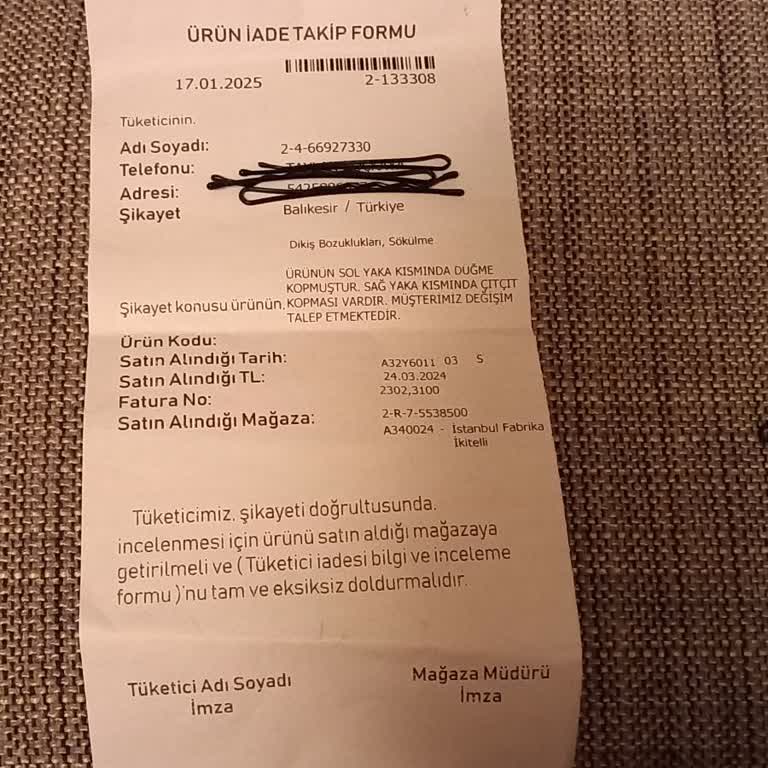 ÜRÜN İADE TAKİP FORMU
17.01.2025 2-133308
Tüketicinin.
Adı Soyadı: 2-4-66927330
Telefonu:
Adresi:
Şikayet Balıkesir / Türkiye
Dikiş Bozuklukları, Sökülme
ÜRÜNÜN SOL YAKA KISMINDA DUĞME
KOPMUŞTUR. SAĞ YAKA KISMINDA ÇITÇIT
Şikayet konusu ürünün, KOPMASI VARDIR. MÜŞTERİMİZ DEĞİŞİM
TALEP ETMEKTEDİR.
Ürün Kodu:
Satın Alındığı Tarih: A32Y6011 03 S
Satın Alındığı TL: 24.03.2024
Fatura No: 2302,3100
Satın Alındığı Mağaza: 2-R-7-5538500
A340024 - İstanbul Fabrika
İkitelli
Tüketicimiz, şikayeti doğrultusunda,
incelenmesi için ürünü satın aldığı mağazaya
getirilmeli ve ( Tüketici iadesi bilgi ve inceleme
formu )'nu tam ve eksiksiz doldurmalıdır.
Tüketici Adı Soyadı Mağaza Müdürü
İmza İmza